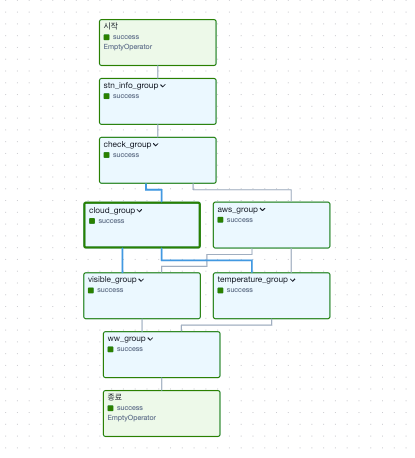 시작
success
EmptyOperator
stn_info_group
success
check_group
success
cloud_group
success
aws_group
success
visible_group
success
temperature_group
success
ww_group
success
종료
success
EmptyOperator